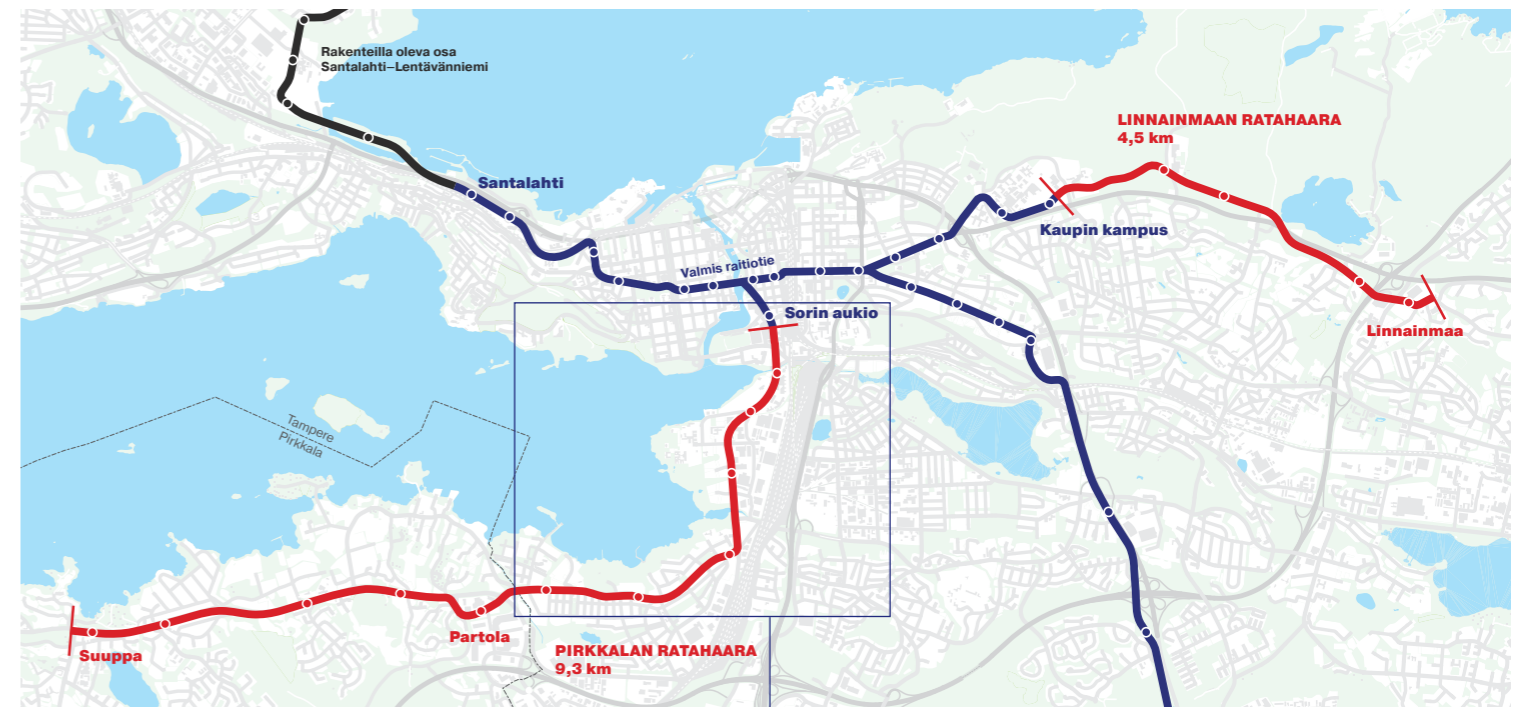 Rakenteilla oleva osa
Santalahti–Lentävänniemi
LINNAINMAAN RATAHAARA
4,5 km
Santalahti
Kaupin kampus
Valmis raitiotie
Sorin aukio
Linnainmaa
Tampere
Pirkkala
Partola
Suuppa
PIRKKALAN RATAHAARA
9,3 km